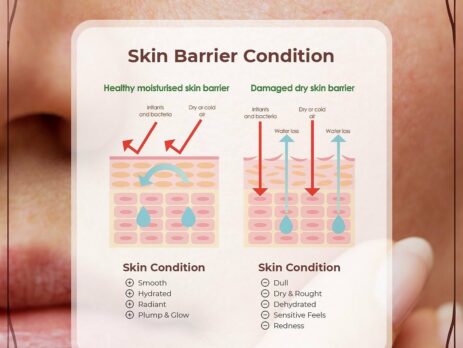 Skin Barrier Condition
Healthy moisturised skin barrier
Irritants
and bacteria
Dry or cold
air
Damaged dry skin barrier
Irritants
and bacteria
Dry or cold
air
Water loss
Water loss
Skin Condition
Smooth
Hydrated
Radiant
Plump & Glow
Skin Condition
Dull
Dry & Rought
Dehydrated
Sensitive Feels
Redness